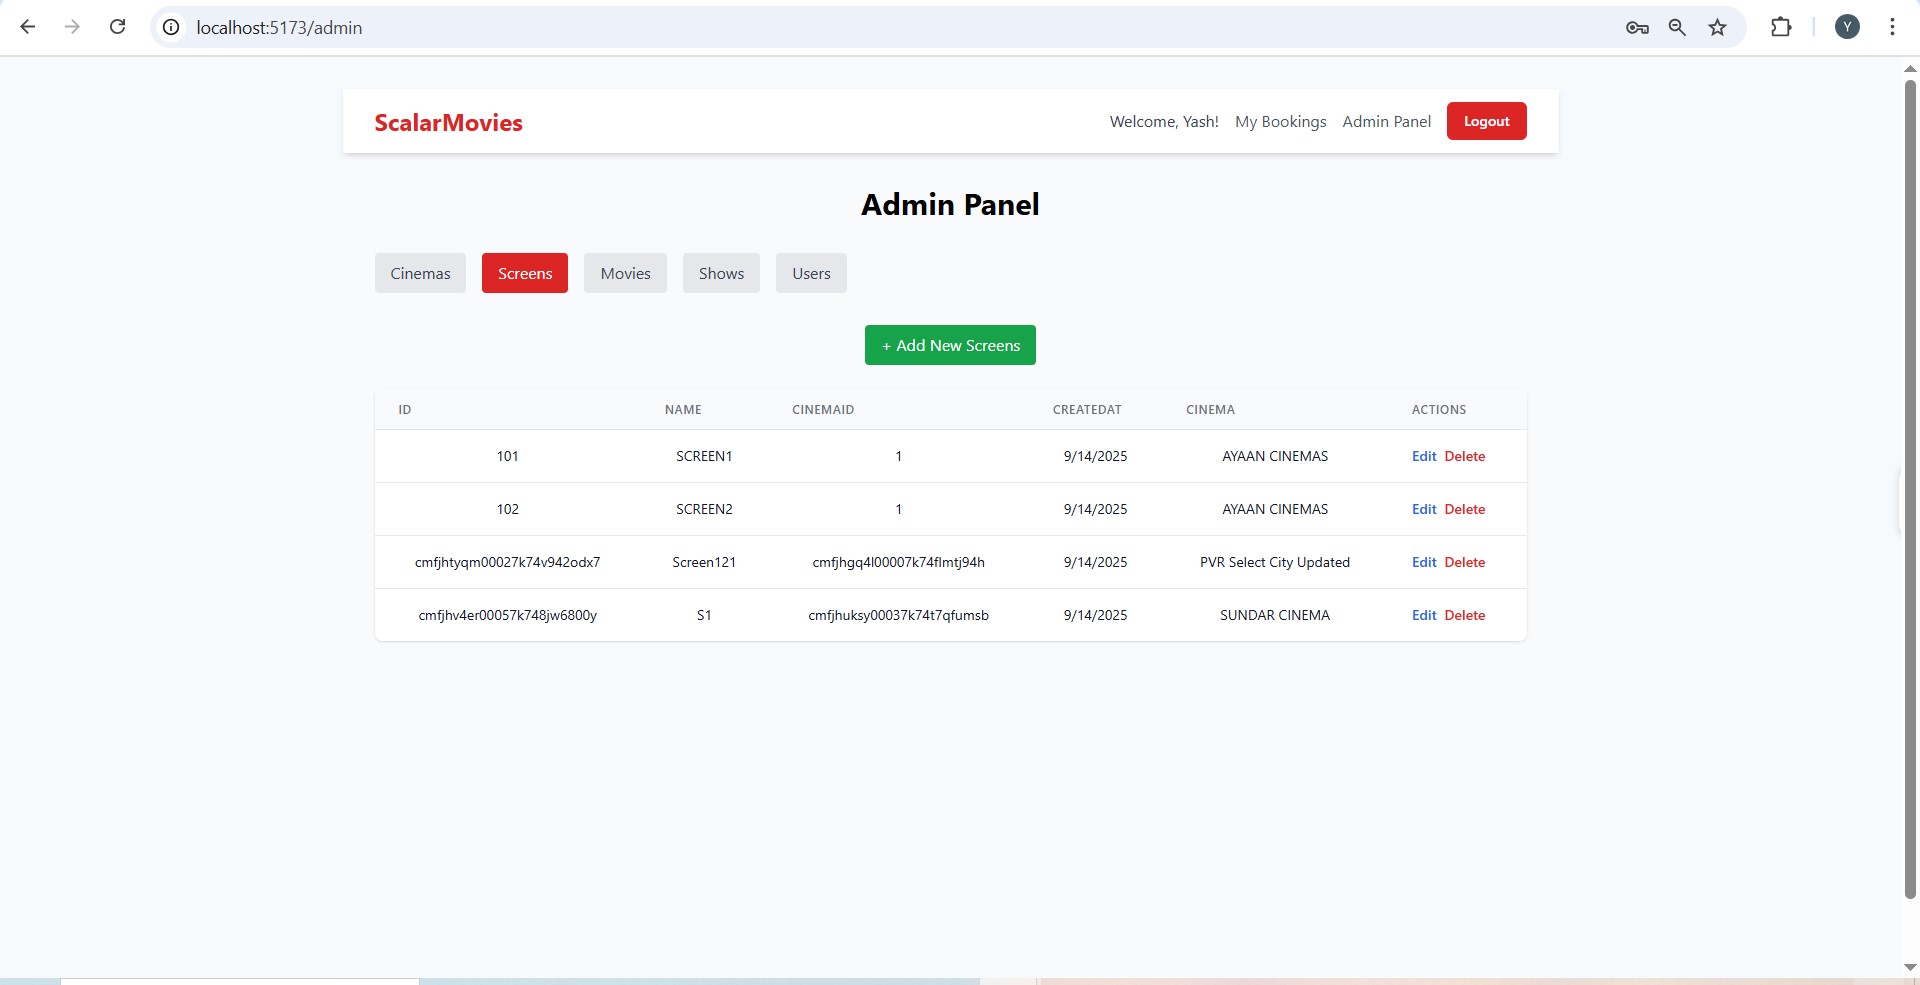 localhost:5173/admin
Y
ScalarMovies
Welcome, Yash! My Bookings Admin Panel Logout
Admin Panel
Cinemas Screens Movies Shows Users
+ Add New Screens
ID NAME CINEMAID CREATEDAT CINEMA ACTIONS
101 SCREEN1 1 9/14/2025 AYAAN CINEMAS Edit Delete
102 SCREEN2 1 9/14/2025 AYAAN CINEMAS Edit Delete
cmfjhtyqm00027k74v942odx7 Screen121 cmfjhgq4l00007k74flmtj94h 9/14/2025 PVR Select City Updated Edit Delete
cmfjhv4er00057k748jw6800y S1 cmfjhuksy00037k74t7qfumsb 9/14/2025 SUNDAR CINEMA Edit Delete